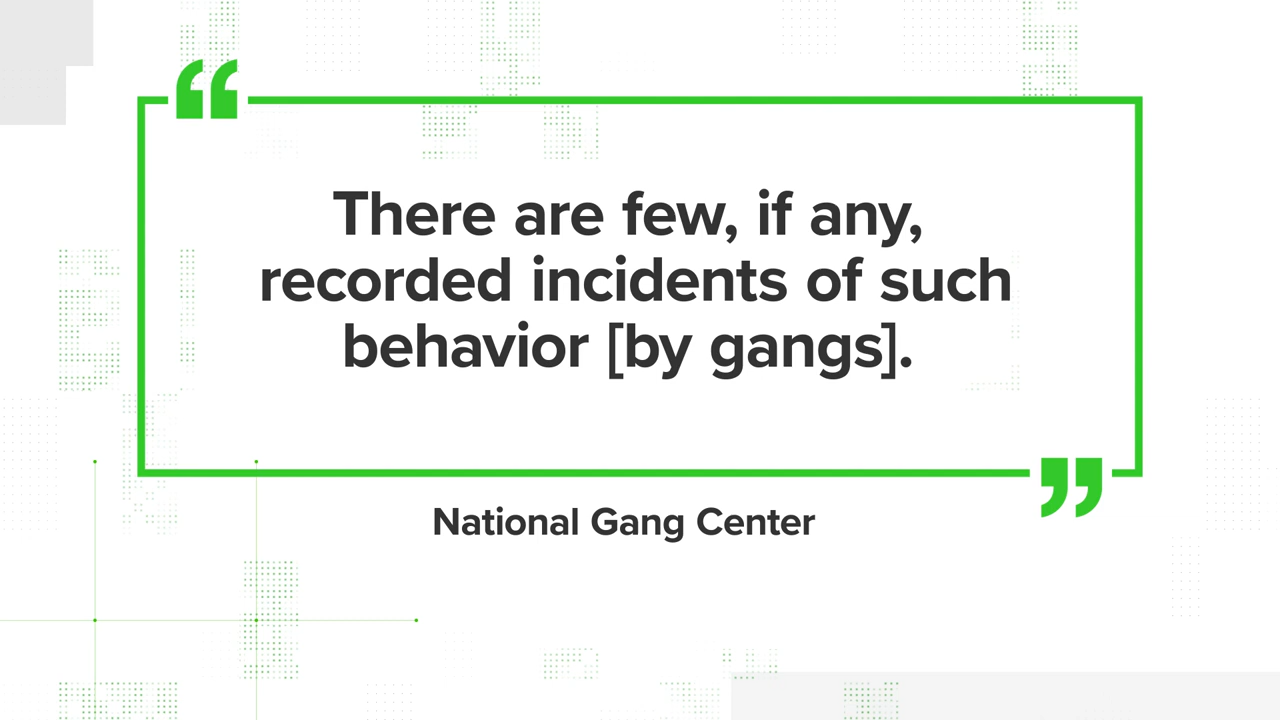 “
There are few, if any,
recorded incidents of such
behavior [by gangs].
”
National Gang Center